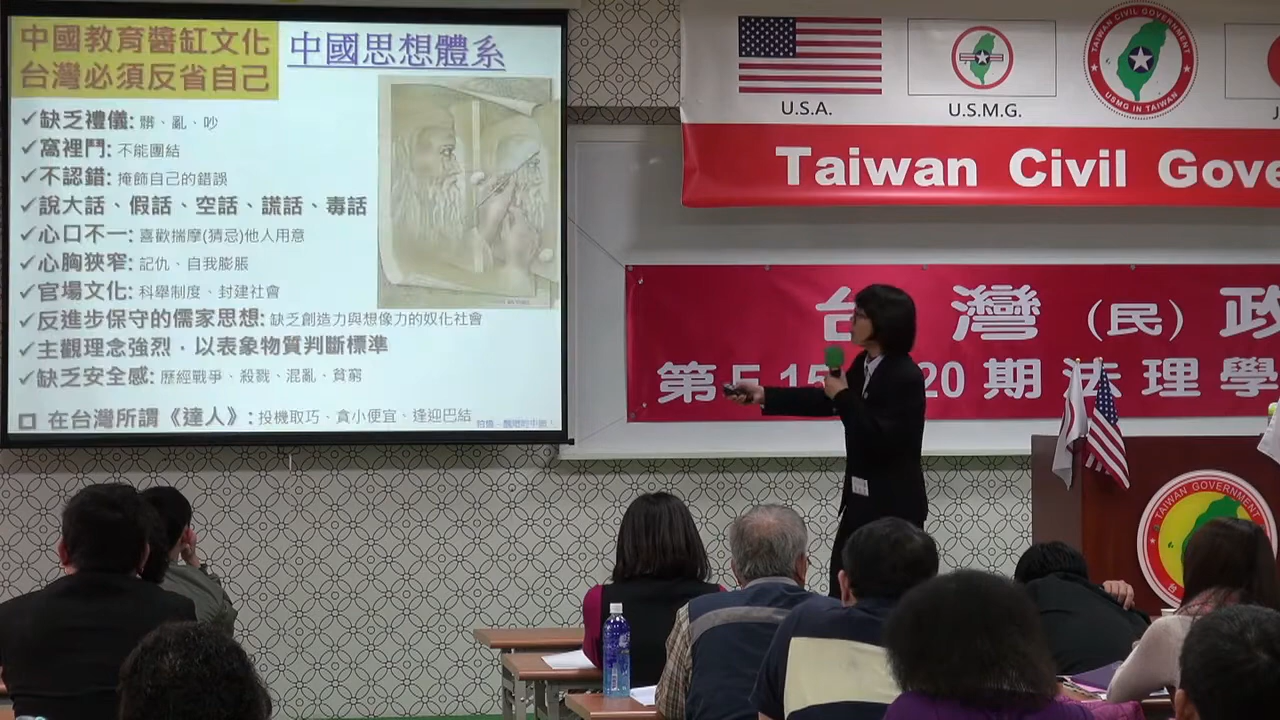 中國教育醬缸文化
台灣必須反省自己
中國思想體系
✓缺乏禮儀: 髒、亂、吵
✓窩裡鬥: 不能團結
✓不認錯: 掩飾自己的錯誤
✓說大話、假話、空話、謊話、毒話
✓心口不一: 喜歡揣摩(猜忌)他人用意
✓心胸狹窄: 記仇、自我膨脹
✓官場文化: 科舉制度、封建社會
✓反進步保守的儒家思想: 缺乏創造力與想像力的奴化社會
✓主觀理念強烈，以表象物質判斷標準
✓缺乏安全感: 歷經戰爭、殺戮、混亂、貧窮
□ 在台灣所謂《達人》: 投機取巧、貪小便宜、逢迎巴結
U.S.A.
U.S.M.G.
TAIWAN CIVIL GOVERNMENT
USMG IN TAIWAN
J
Taiwan Civil Gove
台灣（民）政
第 20 期法理學
TAIWAN GOVERNMENT